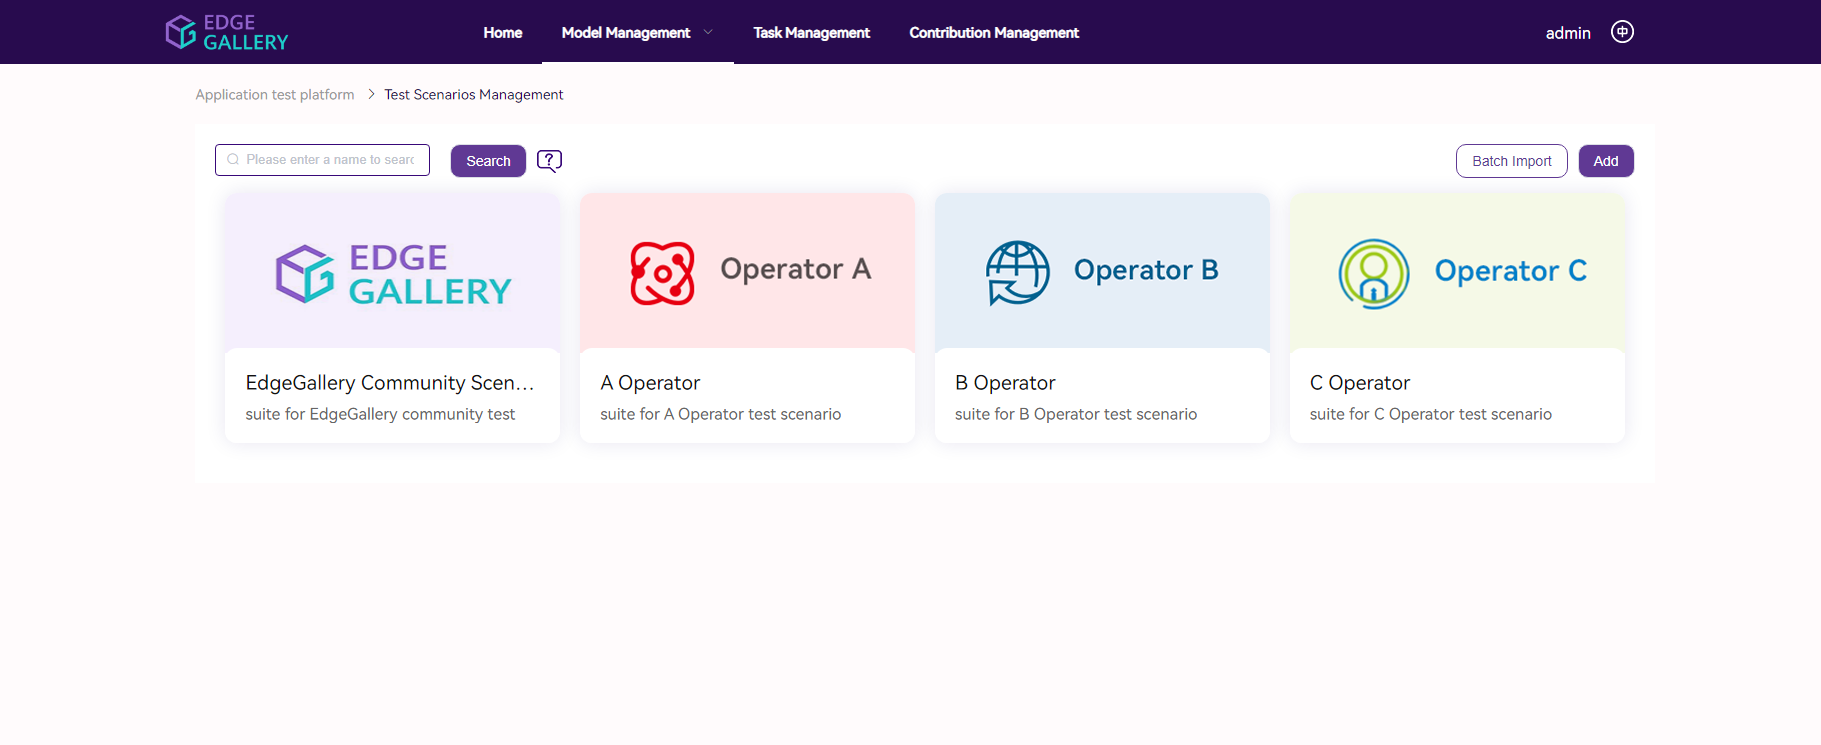 EDGE
GALLERY
Home
Model Management
Task Management
Contribution Management
admin
中
Application test platform > Test Scenarios Management
Please enter a name to searc
Search
?
Batch Import
Add
EDGE
GALLERY
Operator A
Operator B
Operator C
EdgeGallery Community Scen...
suite for EdgeGallery community test
A Operator
suite for A Operator test scenario
B Operator
suite for B Operator test scenario
C Operator
suite for C Operator test scenario